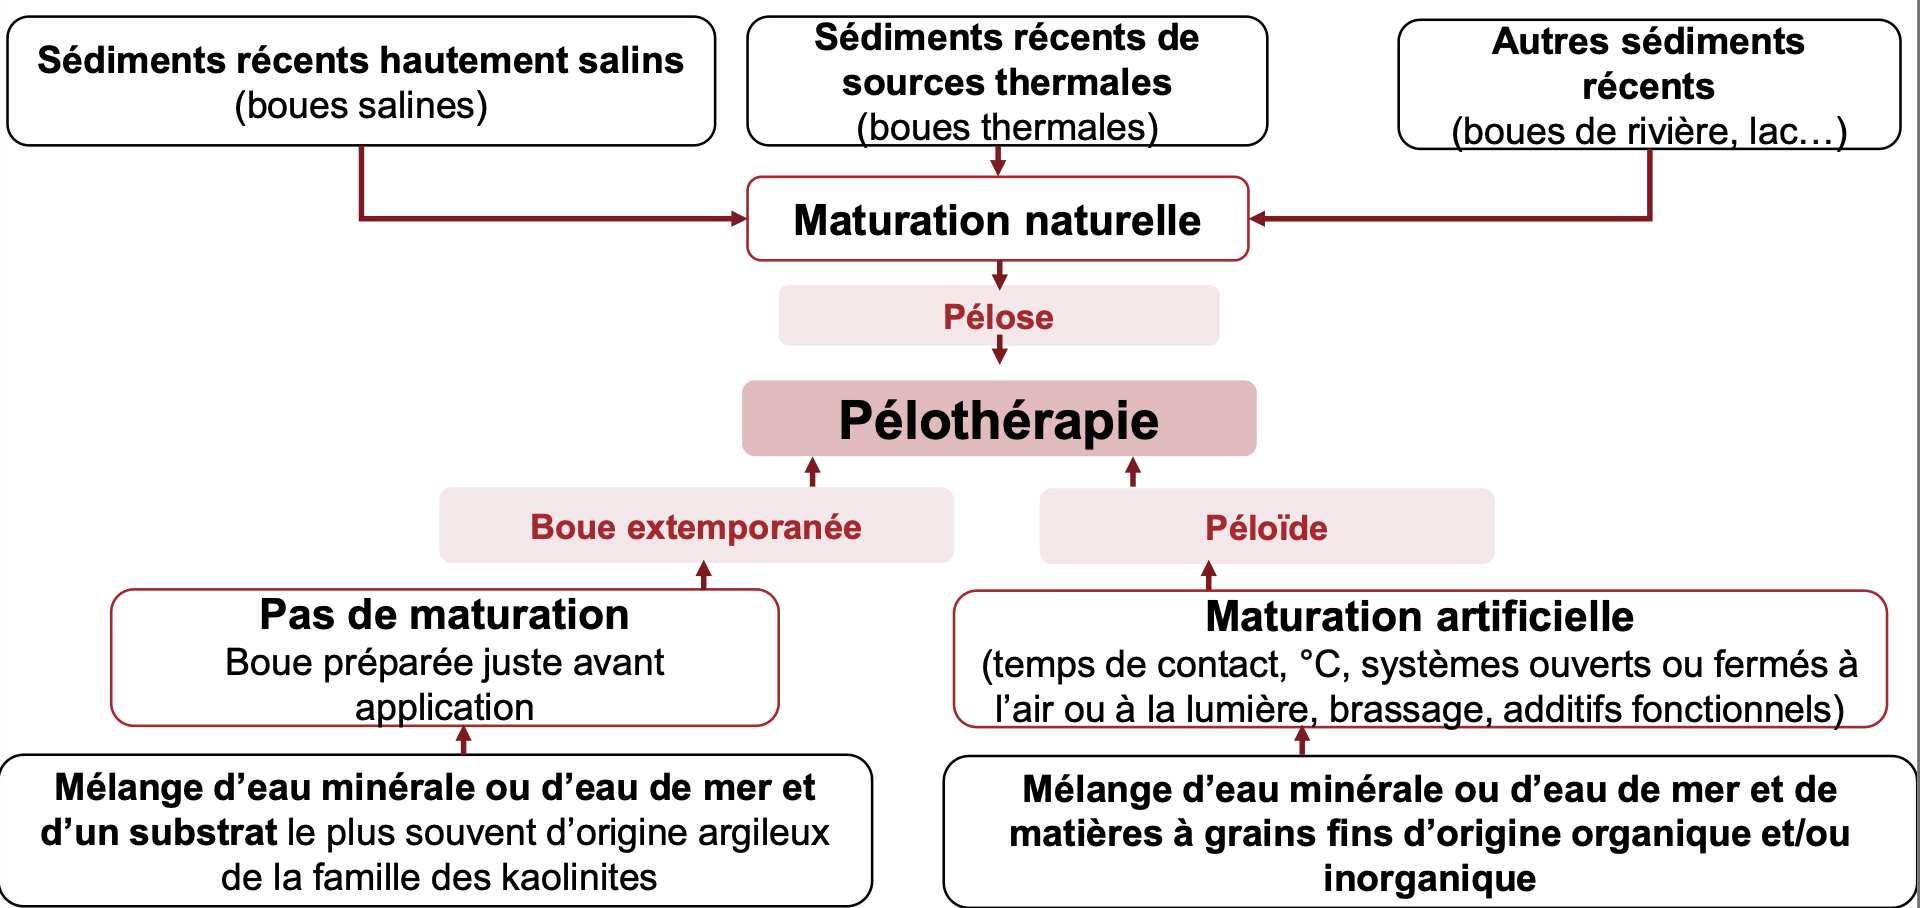 Sédiments récents hautement salins
(boues salines)
Sédiments récents de
sources thermales
(boues thermales)
Autres sédiments
récents
(boues de rivière, lac…)
Maturation naturelle
Pélose
Pélothérapie
Boue extemporanée
Péloïde
Pas de maturation
Boue préparée juste avant
application
Maturation artificielle
(temps de contact, °C, systèmes ouverts ou fermés à
l’air ou à la lumière, brassage, additifs fonctionnels)
Mélange d’eau minérale ou d’eau de mer et
d’un substrat le plus souvent d’origine argileux
de la famille des kaolinites
Mélange d’eau minérale ou d’eau de mer et de
matières à grains fins d’origine organique et/ou
inorganique